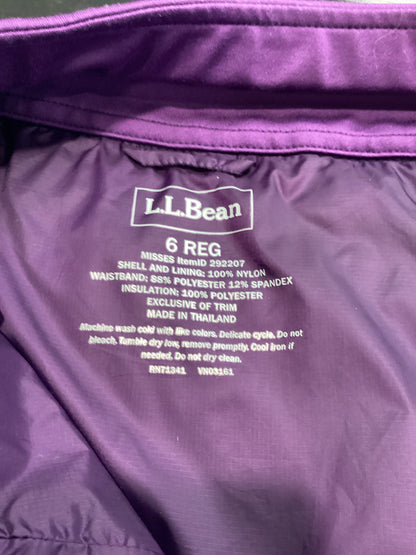 L.L.Bean
6 REG
MISSES ItemID 292207
SHELL AND LINING: 100% NYLON
WAISTBAND: 88% POLYESTER 12% SPANDEX
INSULATION: 100% POLYESTER
EXCLUSIVE OF TRIM
MADE IN THAILAND
Machine wash cold with like colors. Delicate cycle. Do not
bleach. Tumble dry low, remove promptly. Cool iron if
needed. Do not dry clean.
RN71341 VN03161